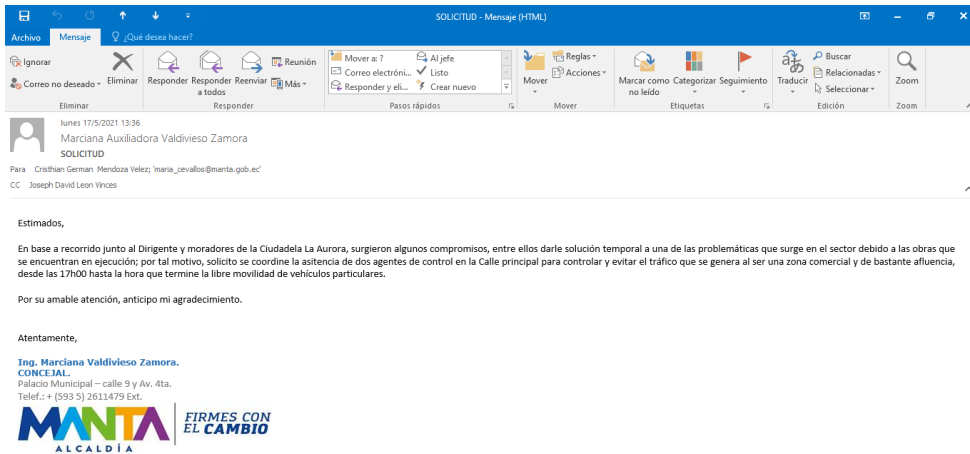 SOLICITUD - Mensaje (HTML)
Archivo Mensaje ¿Qué desea hacer?
Ignorar
Correo no deseado
Eliminar
Responder
Responder a todos
Reenviar
Reunión
Más
Mover a: ?
Correo electróni...
Responder y eli...
Al jefe
Listo
Crear nuevo
Mover
Reglas
Acciones
Marcar como no leído
Categorizar
Seguimiento
Traducir
Buscar
Relacionadas
Seleccionar
Zoom
Eliminar Responder Pasos rápidos Mover Etiquetas Edición Zoom
lunes 17/5/2021 13:36
Marciana Auxiliadora Valdivieso Zamora
SOLICITUD
Para Cristhian German Mendoza Velez; 'maria_cevallos@manta.gob.ec'
CC Joseph David Leon Vinces
Estimados,
En base a recorrido junto al Dirigente y moradores de la Ciudadela La Aurora, surgieron algunos compromisos, entre ellos darle solución temporal a una de las problemáticas que surge en el sector debido a las obras que
se encuentran en ejecución; por tal motivo, solicito se coordine la asitencia de dos agentes de control en la Calle principal para controlar y evitar el tráfico que se genera al ser una zona comercial y de bastante afluencia,
desde las 17h00 hasta la hora que termine la libre movilidad de vehículos particulares.
Por su amable atención, anticipo mi agradecimiento.
Atentamente,
Ing. Marciana Valdivieso Zamora.
CONCEJAL.
Palacio Municipal – calle 9 y Av. 4ta.
Telef.: + (593 5) 2611479 Ext.
MANTA
ALCALDÍA
FIRMES CON
EL CAMBIO